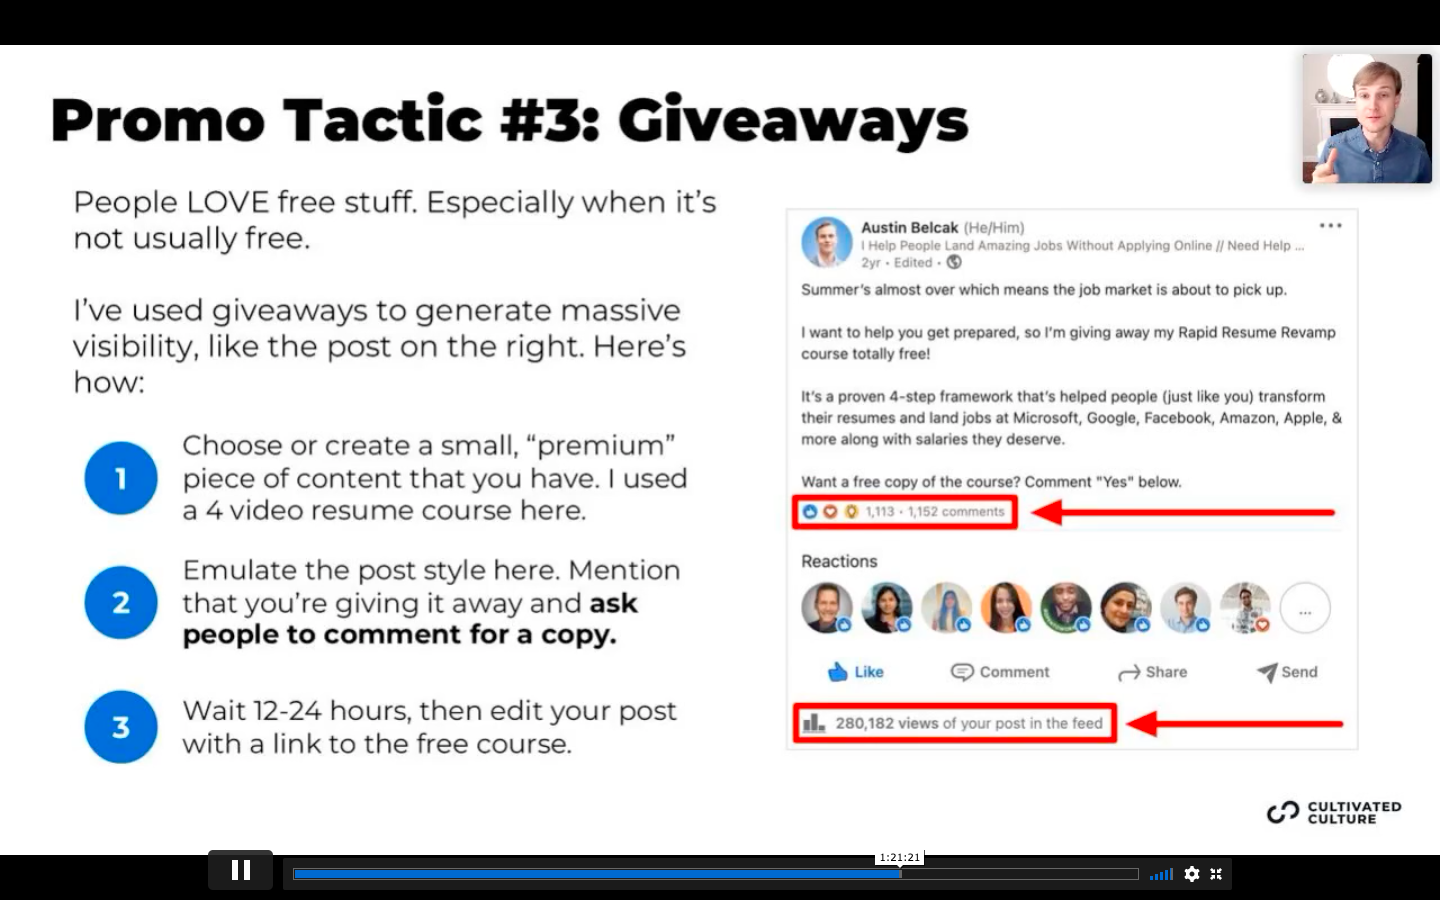 Promo Tactic #3: Giveaways
People LOVE free stuff. Especially when it's
not usually free.
I've used giveaways to generate massive
visibility, like the post on the right. Here's
how:
1
Choose or create a small, “premium”
piece of content that you have. I used
a 4 video resume course here.
2
Emulate the post style here. Mention
that you're giving it away and ask
people to comment for a copy.
3
Wait 12-24 hours, then edit your post
with a link to the free course.
Austin Belcak (He/Him)
I Help People Land Amazing Jobs Without Applying Online // Need Help ...
2yr • Edited •
Summer's almost over which means the job market is about to pick up.
I want to help you get prepared, so I'm giving away my Rapid Resume Revamp
course totally free!
It's a proven 4-step framework that's helped people (just like you) transform
their resumes and land jobs at Microsoft, Google, Facebook, Amazon, Apple, &
more along with salaries they deserve.
Want a free copy of the course? Comment "Yes" below.
1,113 • 1,152 comments
Reactions
...
Like Comment Share Send
280,182 views of your post in the feed
CULTIVATED
CULTURE
1:21:21